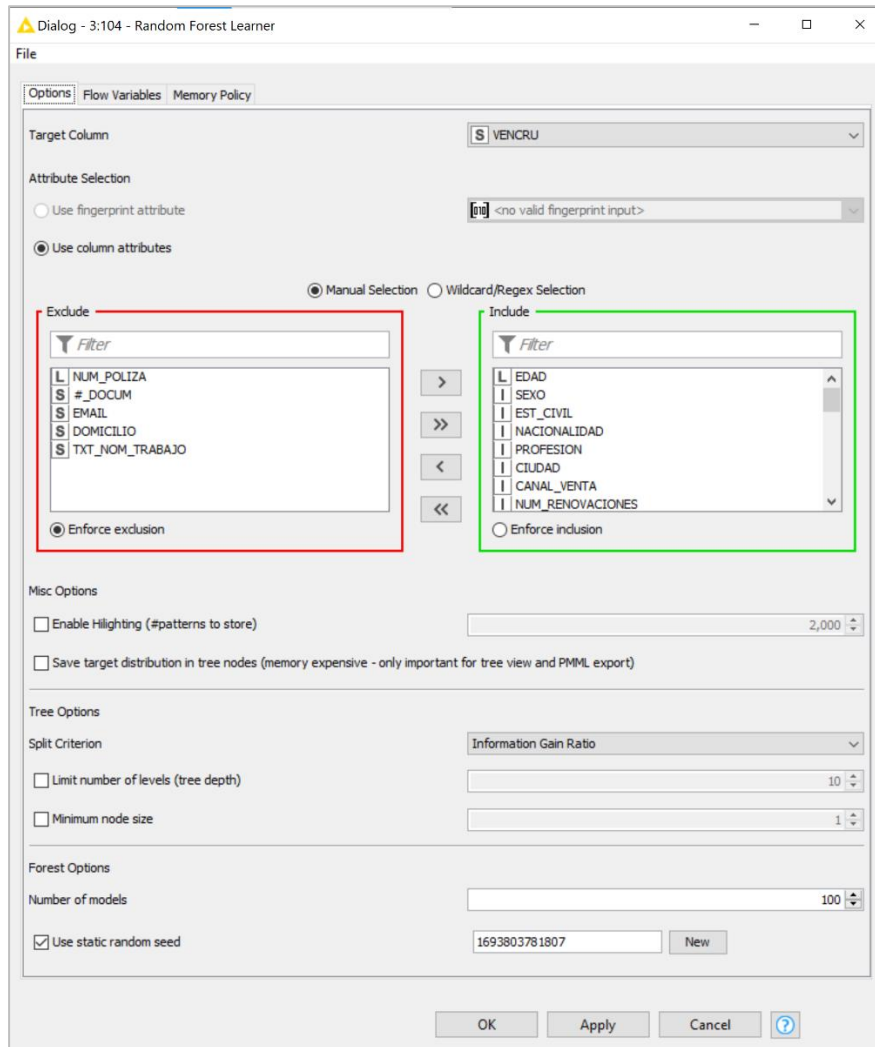 Dialog - 3:104 - Random Forest Learner
File
Options Flow Variables Memory Policy
Target Column S VENCRU
Attribute Selection
Use fingerprint attribute [010] <no valid fingerprint input>
Use column attributes
Manual Selection Wildcard/Regex Selection
Exclude
Filter
L NUM_POLIZA
S #_DOCUM
S EMAIL
S DOMICILIO
S TXT_NOM_TRABAJO
Enforce exclusion
>
>>
<
<<
Include
Filter
L EDAD
I SEXO
I EST_CIVIL
I NACIONALIDAD
I PROFESION
I CIUDAD
I CANAL_VENTA
I NUM_RENOVACIONES
Enforce inclusion
Misc Options
Enable Hilighting (#patterns to store) 2,000
Save target distribution in tree nodes (memory expensive - only important for tree view and PMML export)
Tree Options
Split Criterion Information Gain Ratio
Limit number of levels (tree depth) 10
Minimum node size 1
Forest Options
Number of models 100
Use static random seed 1693803781807 New
OK Apply Cancel ?